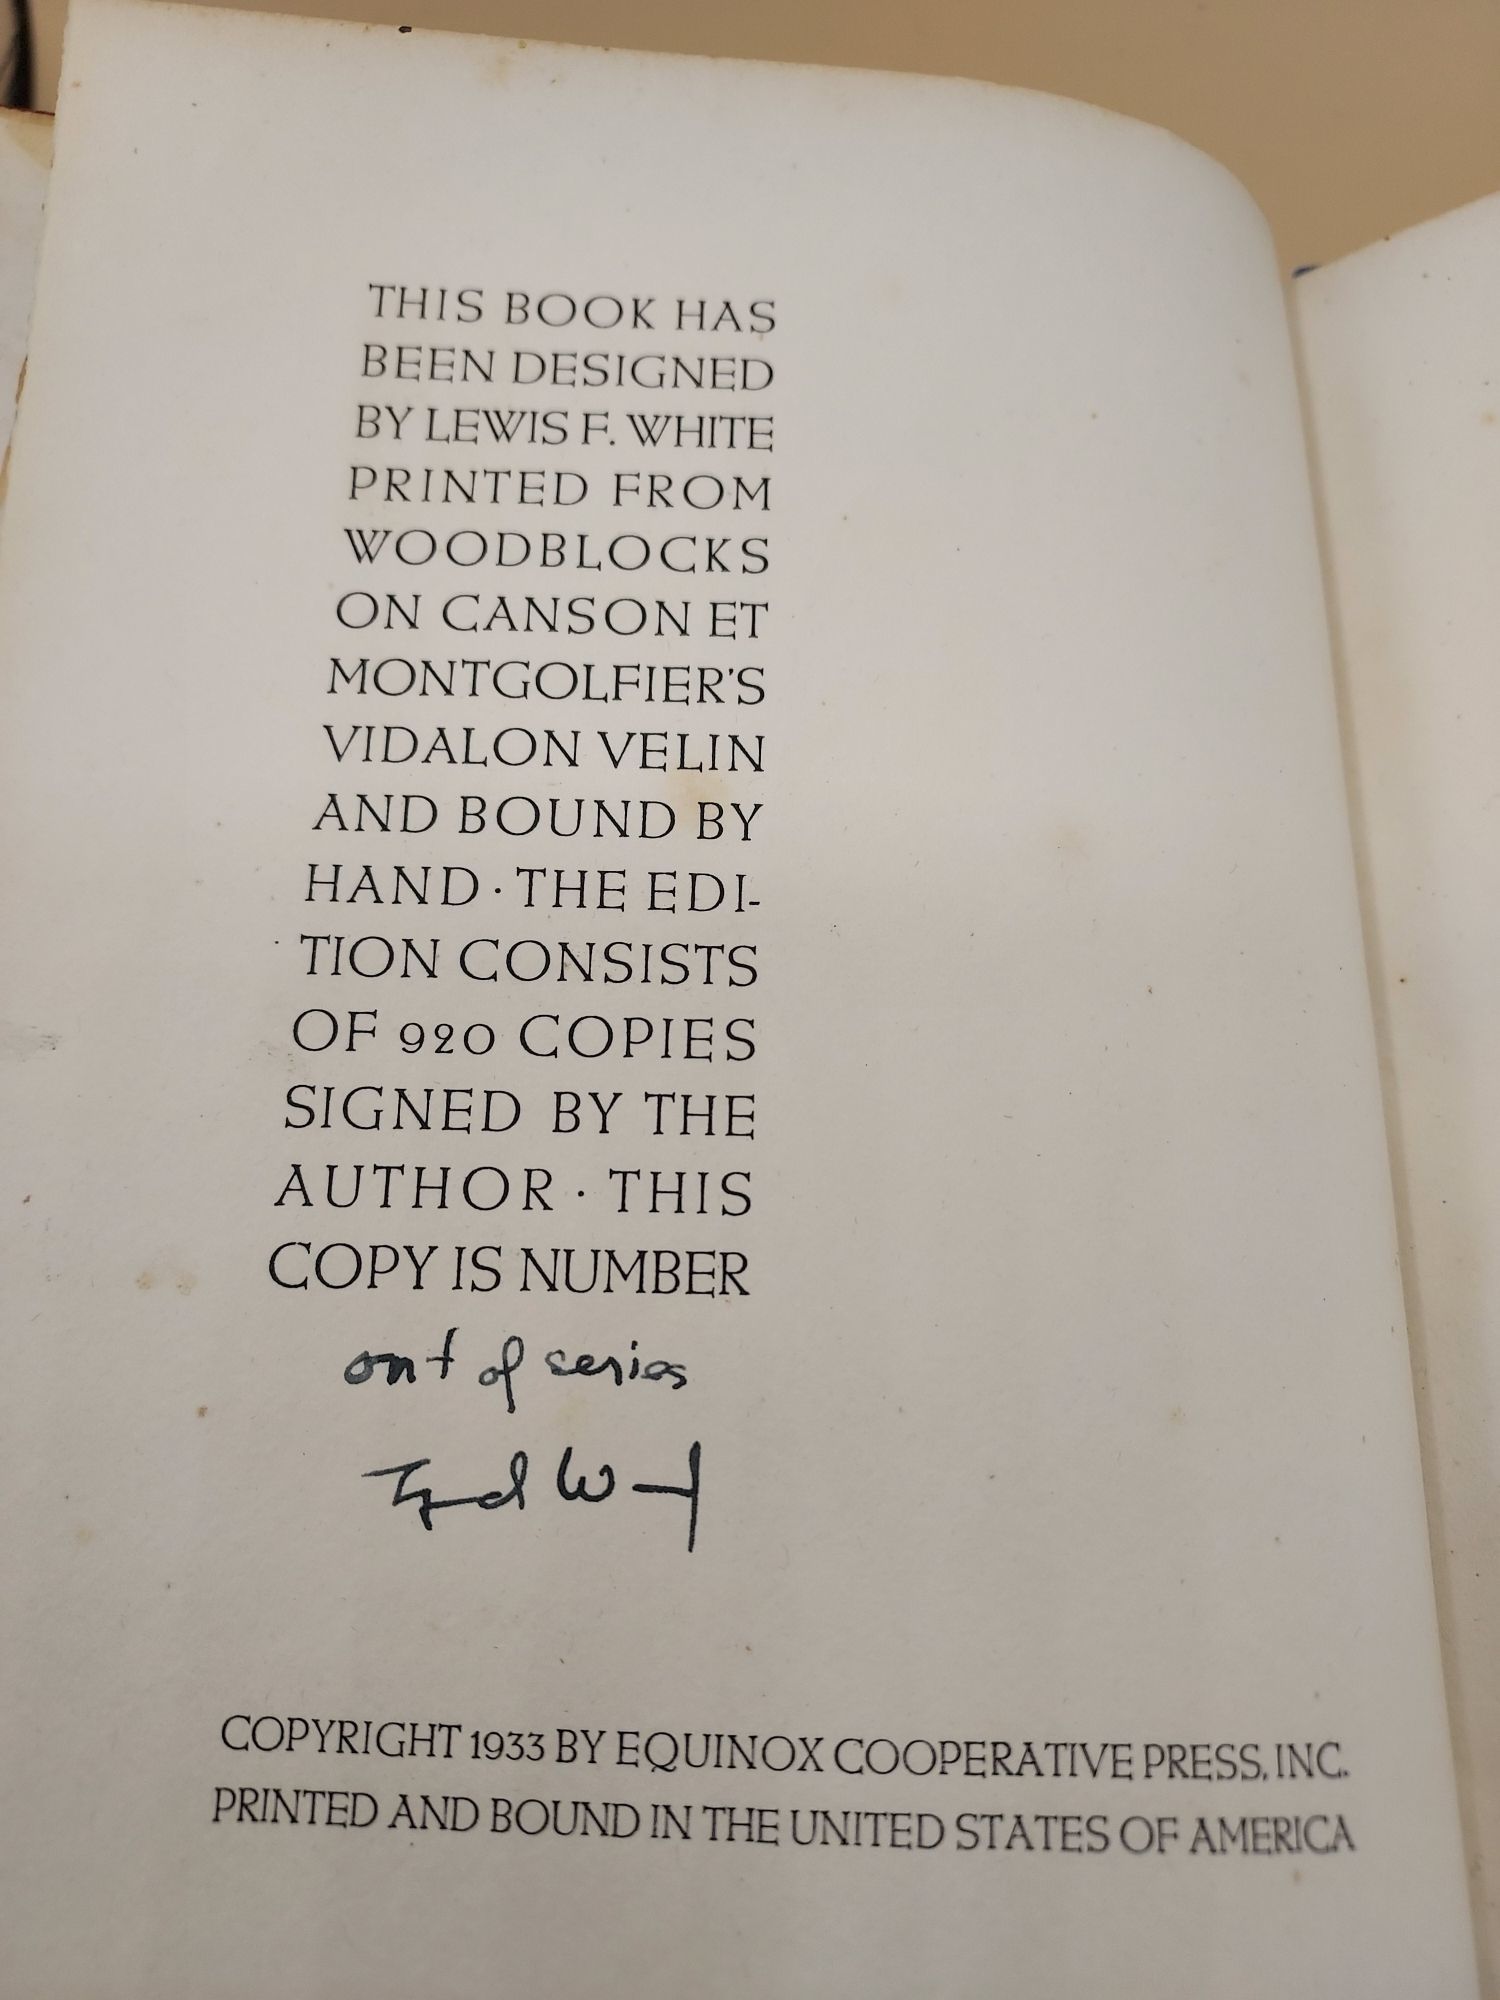 THIS BOOK HAS
BEEN DESIGNED
BY LEWIS F. WHITE
PRINTED FROM
WOODBLOCKS
ON CANSON ET
MONTGOLFIER'S
VIDALON VELIN
AND BOUND BY
HAND · THE EDI-
TION CONSISTS
OF 920 COPIES
SIGNED BY THE
AUTHOR · THIS
COPY IS NUMBER
out of series
Lynd Ward
COPYRIGHT 1933 BY EQUINOX COOPERATIVE PRESS, INC.
PRINTED AND BOUND IN THE UNITED STATES OF AMERICA